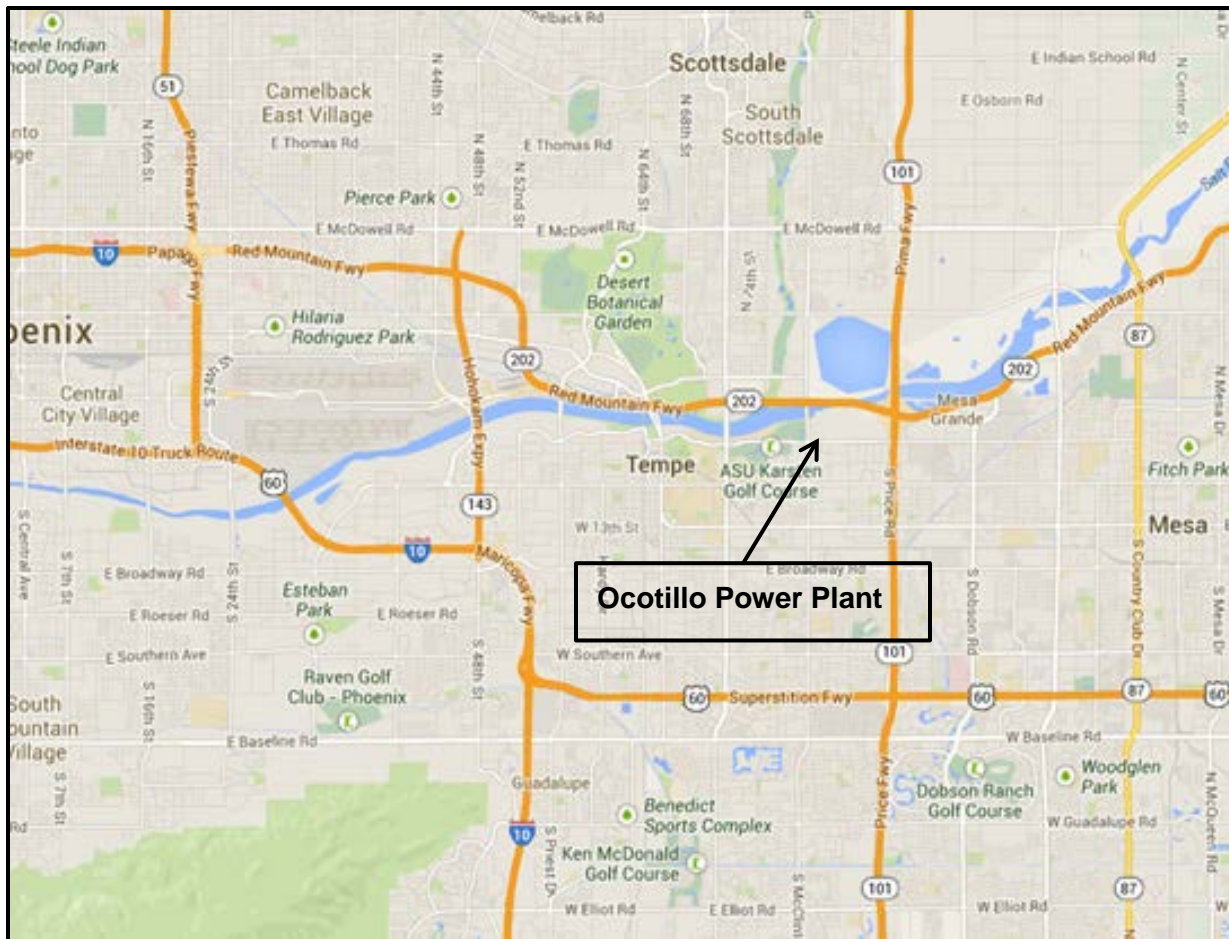 elback Rd
Steele Indian
hool Dog Park
51
Camelback
East Village
N 44th St
N 48th St
Scottsdale
N 68th St
South
Scottsdale
E Indian School Rd
E Osborn Rd
N Center St
N 16th St
Piestewa Fwy
E Thomas Rd
E Thomas Rd
N 52nd St
N 64th St
101
Salt
Pierce Park
E McDowell Rd
E McDowell Rd
E McDowell Rd
10
Papago Fwy
Red Mountain Fwy
Desert
Botanical
Garden
Pima Fwy
Red Mountain Fwy
87
oenix
Hilaria
Rodriguez Park
S 24th St
Hohokam Expy
202
202
Central
City Village
Red Mountain Fwy
202
Mesa
Grande
N Mesa Dr
Interstate 10 Truck Route
60
Tempe
ASU Karsten
Golf Course
S Price Rd
Fitch Park
143
W 13th St
Mesa
S Central Ave
S 7th St
S 24th St
10
Maricopa Fwy
E Broadway Rd
E Broadway Rd
Ocotillo Power Plant
Esteban
Park
E Roeser Rd
E Roeser Rd
S Dobson Rd
S Country Club Dr
S Mesa Dr
E Southern Ave
W Southern Ave
101
Raven Golf
Club - Phoenix
S 48th St
60
Superstition Fwy
60
87
60
South
ountain
Village
S 16th St
E Baseline Rd
W Baseline Rd
S 7th St
Guadalupe
Price Fwy
Dobson Ranch
Golf Course
Woodglen
Park
Rd
10
S Priest Dr
Benedict
Sports Complex
W Guadalupe Rd
N McQueen Rd
Ken McDonald
Golf Course
S McClint
101
87
W Elliot Rd
E Elliot Rd
W Elliot Rd